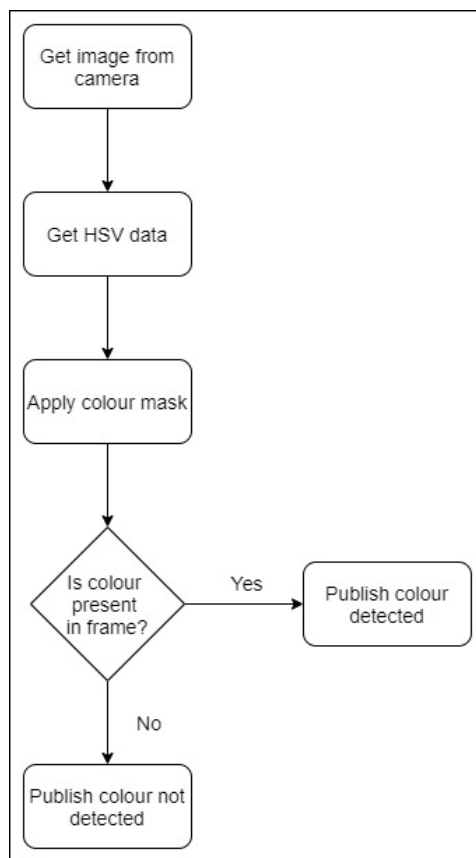 Get image from
camera
Get HSV data
Apply colour mask
Is colour
present
in frame?
Yes
Publish colour
detected
No
Publish colour not
detected